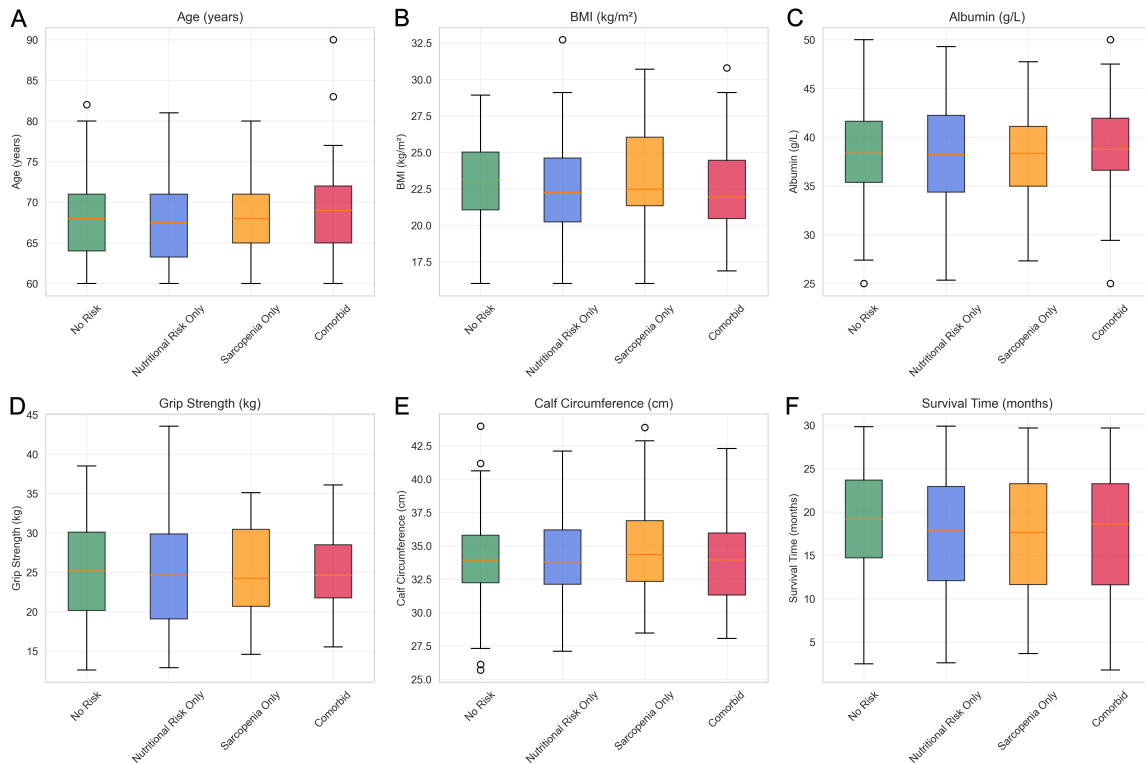 A
Age (years)
Age (years)
90
85
80
75
70
65
60
No Risk
Nutritional Risk Only
Sarcopenia Only
Comorbid
B
BMI (kg/m²)
BMI (kg/m²)
32.5
30.0
27.5
25.0
22.5
20.0
17.5
No Risk
Nutritional Risk Only
Sarcopenia Only
Comorbid
C
Albumin (g/L)
Albumin (g/L)
50
45
40
35
30
25
No Risk
Nutritional Risk Only
Sarcopenia Only
Comorbid
D
Grip Strength (kg)
Grip Strength (kg)
45
40
35
30
25
20
15
No Risk
Nutritional Risk Only
Sarcopenia Only
Comorbid
E
Calf Circumference (cm)
Calf Circumference (cm)
42.5
40.0
37.5
35.0
32.5
30.0
27.5
25.0
No Risk
Nutritional Risk Only
Sarcopenia Only
Comorbid
F
Survival Time (months)
Survival Time (months)
30
25
20
15
10
5
No Risk
Nutritional Risk Only
Sarcopenia Only
Comorbid